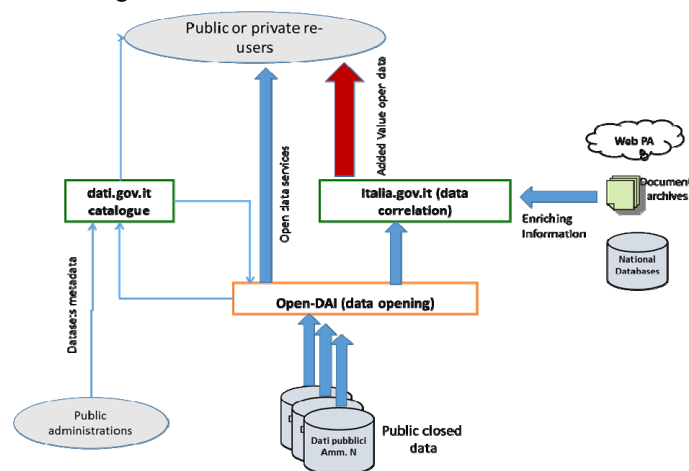 Public or private re-
users
Added Value open data
Open data services
Web PA
Document
archives
dati.gov.it
catalogue
Italia.gov.it (data
correlation)
Enriching
Information
National
Databases
Datasets metadata
Open-DAI (data opening)
Public
administrations
D
D
Dati pubblici
Amm. N
Public closed
data